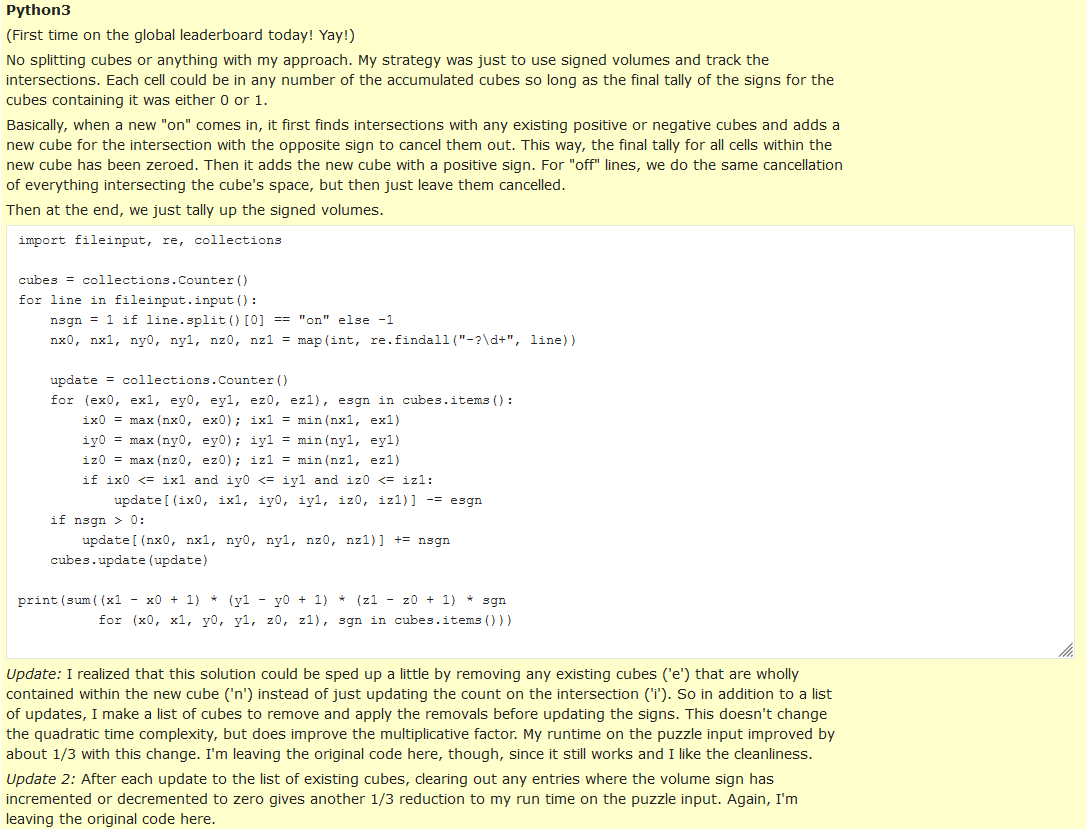 Python3
(First time on the global leaderboard today! Yay!)
No splitting cubes or anything with my approach. My strategy was just to use signed volumes and track the
intersections. Each cell could be in any number of the accumulated cubes so long as the final tally of the signs for the
cubes containing it was either 0 or 1.
Basically, when a new "on" comes in, it first finds intersections with any existing positive or negative cubes and adds a
new cube for the intersection with the opposite sign to cancel them out. This way, the final tally for all cells within the
new cube has been zeroed. Then it adds the new cube with a positive sign. For "off" lines, we do the same cancellation
of everything intersecting the cube's space, but then just leave them cancelled.
Then at the end, we just tally up the signed volumes.
import fileinput, re, collections

cubes = collections.Counter()
for line in fileinput.input():
    nsgn = 1 if line.split()[0] == "on" else -1
    nx0, nx1, ny0, ny1, nz0, nz1 = map(int, re.findall("-?\d+", line))

    update = collections.Counter()
    for (ex0, ex1, ey0, ey1, ez0, ez1), esgn in cubes.items():
        ix0 = max(nx0, ex0); ix1 = min(nx1, ex1)
        iy0 = max(ny0, ey0); iy1 = min(ny1, ey1)
        iz0 = max(nz0, ez0); iz1 = min(nz1, ez1)
        if ix0 <= ix1 and iy0 <= iy1 and iz0 <= iz1:
            update[(ix0, ix1, iy0, iy1, iz0, iz1)] -= esgn
    if nsgn > 0:
        update[(nx0, nx1, ny0, ny1, nz0, nz1)] += nsgn
    cubes.update(update)

print(sum((x1 - x0 + 1) * (y1 - y0 + 1) * (z1 - z0 + 1) * sgn
          for (x0, x1, y0, y1, z0, z1), sgn in cubes.items()))
Update: I realized that this solution could be sped up a little by removing any existing cubes ('e') that are wholly
contained within the new cube ('n') instead of just updating the count on the intersection ('i'). So in addition to a list
of updates, I make a list of cubes to remove and apply the removals before updating the signs. This doesn't change
the quadratic time complexity, but does improve the multiplicative factor. My runtime on the puzzle input improved by
about 1/3 with this change. I'm leaving the original code here, though, since it still works and I like the cleanliness.
Update 2: After each update to the list of existing cubes, clearing out any entries where the volume sign has
incremented or decremented to zero gives another 1/3 reduction to my run time on the puzzle input. Again, I'm
leaving the original code here.